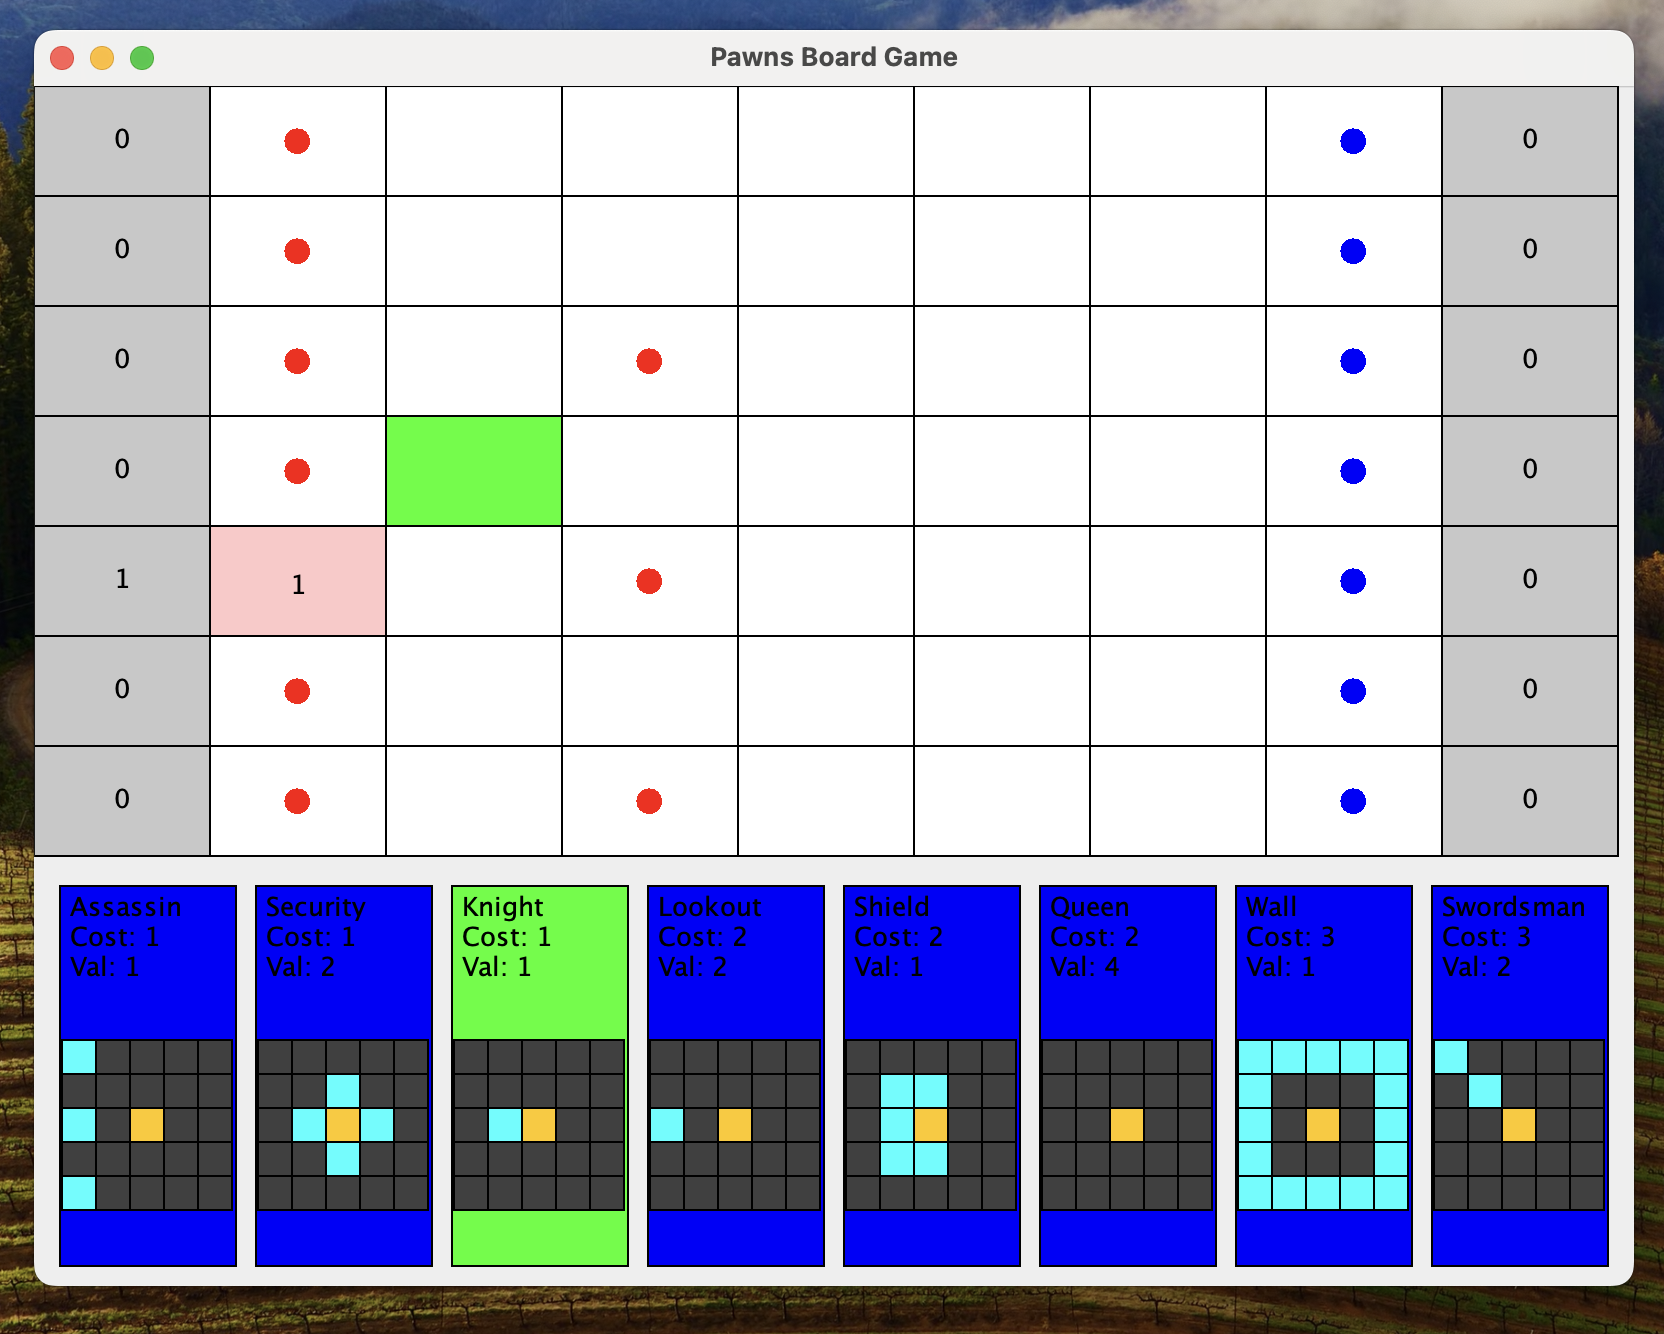 Pawns Board Game
0 0
0 0
0 0
0 0
1 1 0
0 0
0 0
Assassin
Cost: 1
Val: 1
Security
Cost: 1
Val: 2
Knight
Cost: 1
Val: 1
Lookout
Cost: 2
Val: 2
Shield
Cost: 2
Val: 1
Queen
Cost: 2
Val: 4
Wall
Cost: 3
Val: 1
Swordsman
Cost: 3
Val: 2